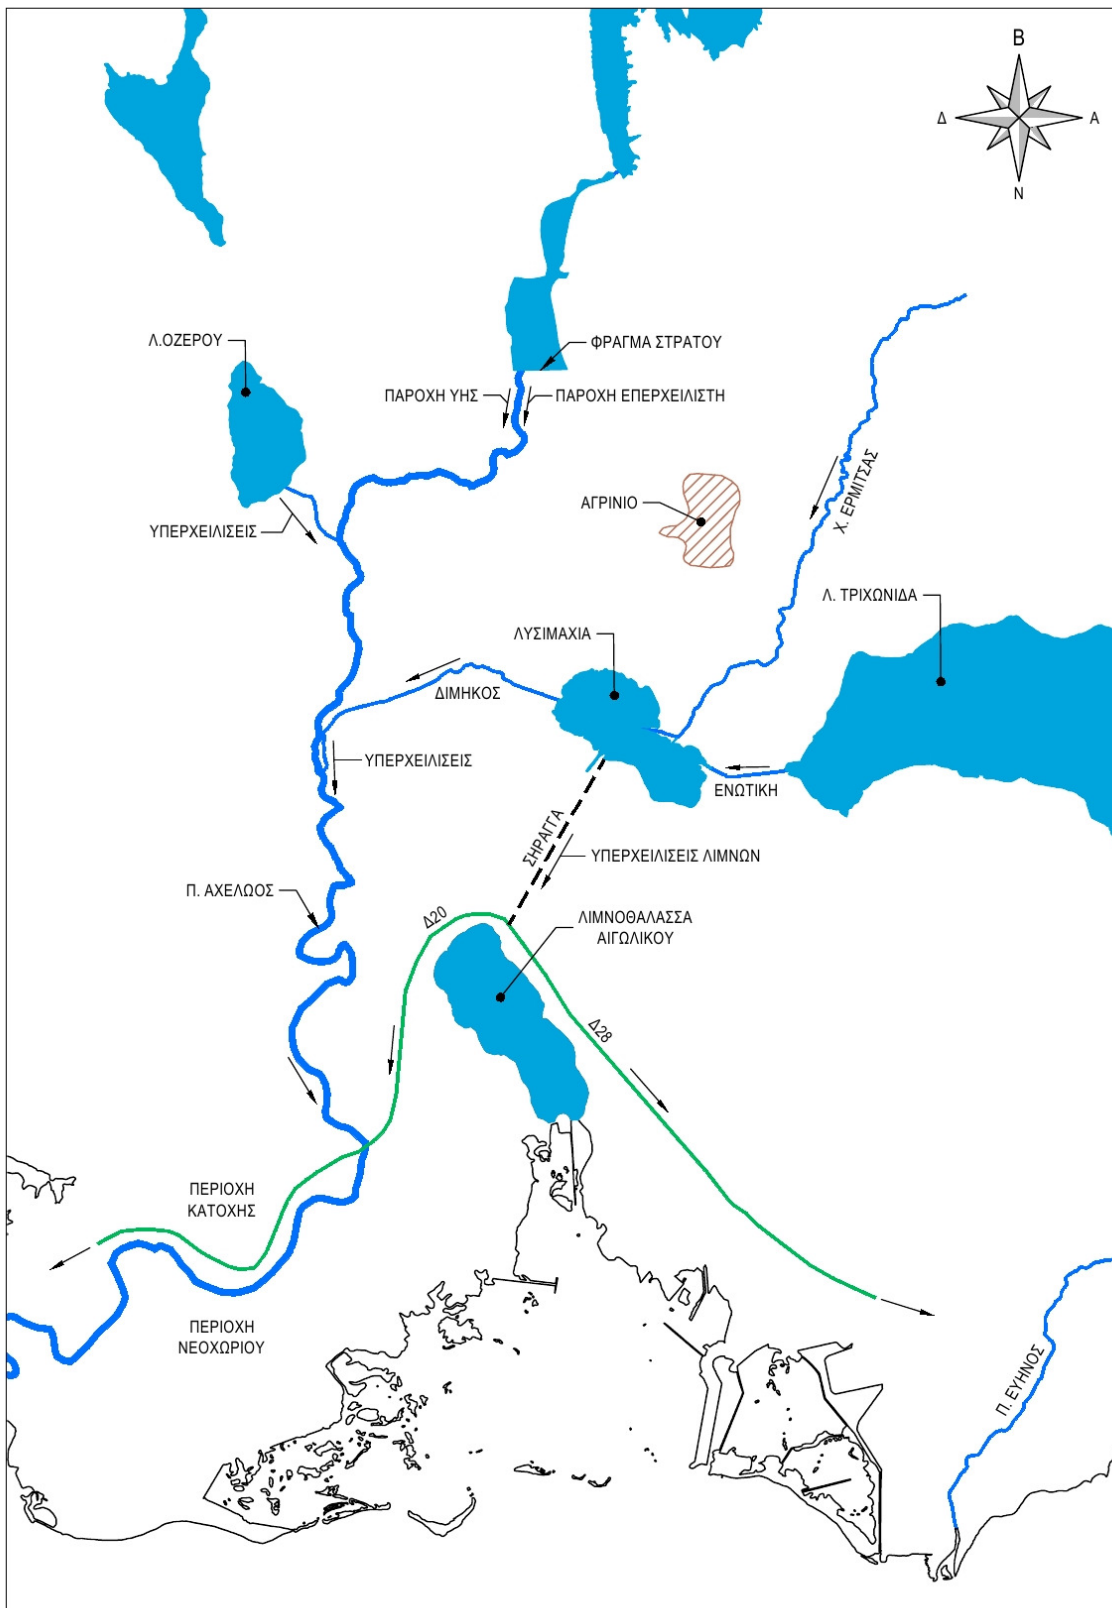 Β
Δ
Α
Ν
Λ.ΟΖΕΡΟΥ
ΦΡΑΓΜΑ ΣΤΡΑΤΟΥ
ΠΑΡΟΧΗ ΥΗΣ
ΠΑΡΟΧΗ ΕΠΕΡΧΕΙΛΙΣΤΗ
ΑΓΡΙΝΙΟ
Χ. ΕΡΜΙΤΣΑΣ
ΥΠΕΡΧΕΙΛΙΣΕΙΣ
Λ. ΤΡΙΧΩΝΙΔΑ
ΛΥΣΙΜΑΧΙΑ
ΔΙΜΗΚΟΣ
ΥΠΕΡΧΕΙΛΙΣΕΙΣ
ΕΝΩΤΙΚΗ
ΣΗΡΑΓΓΑ
ΥΠΕΡΧΕΙΛΙΣΕΙΣ ΛΙΜΝΩΝ
Π. ΑΧΕΛΩΟΣ
Δ20
ΛΙΜΝΟΘΑΛΑΣΣΑ
ΑΙΓΩΛΙΚΟΥ
Δ28
ΠΕΡΙΟΧΗ
ΚΑΤΟΧΗΣ
ΠΕΡΙΟΧΗ
ΝΕΟΧΩΡΙΟΥ
Π. ΕΥΗΝΟΣ